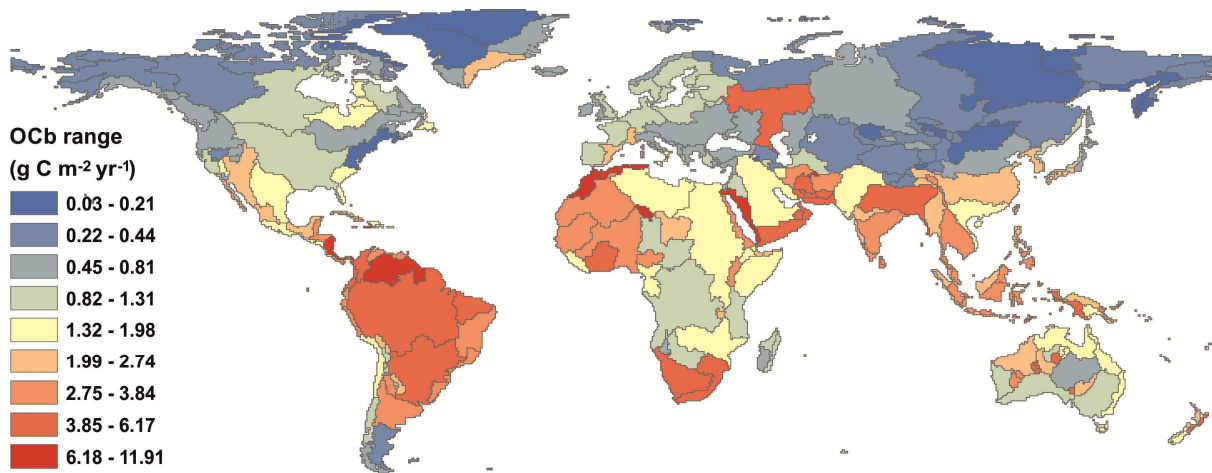 OCb range
(g C m⁻² yr⁻¹)
0.03 - 0.21
0.22 - 0.44
0.45 - 0.81
0.82 - 1.31
1.32 - 1.98
1.99 - 2.74
2.75 - 3.84
3.85 - 6.17
6.18 - 11.91